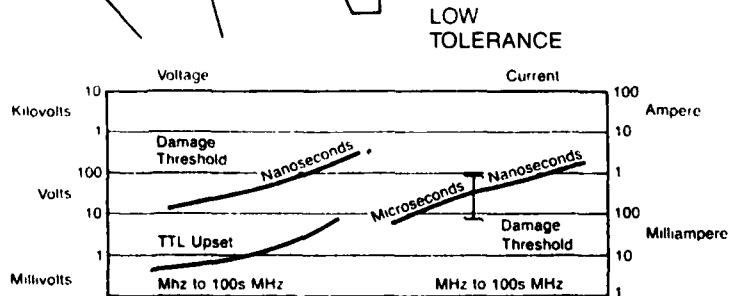 LOW
TOLERANCE
Voltage Current
10 100
Kilovolts Ampere
1 10
Damage
Threshold
Nanoseconds
100 1
Microseconds Nanoseconds
Volts
10 100
TTL Upset Damage
Threshold
Milliampere
1 10
Millivolts Mhz to 100s MHz MHz to 100s MHz
1